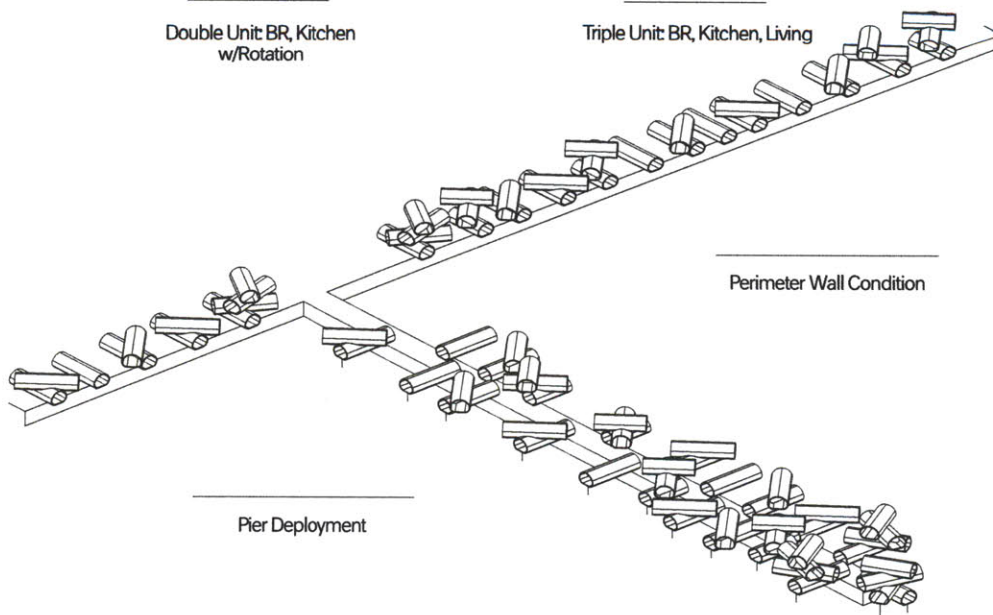 Double Unit: BR, Kitchen
w/Rotation
Triple Unit: BR, Kitchen, Living
Perimeter Wall Condition
Pier Deployment